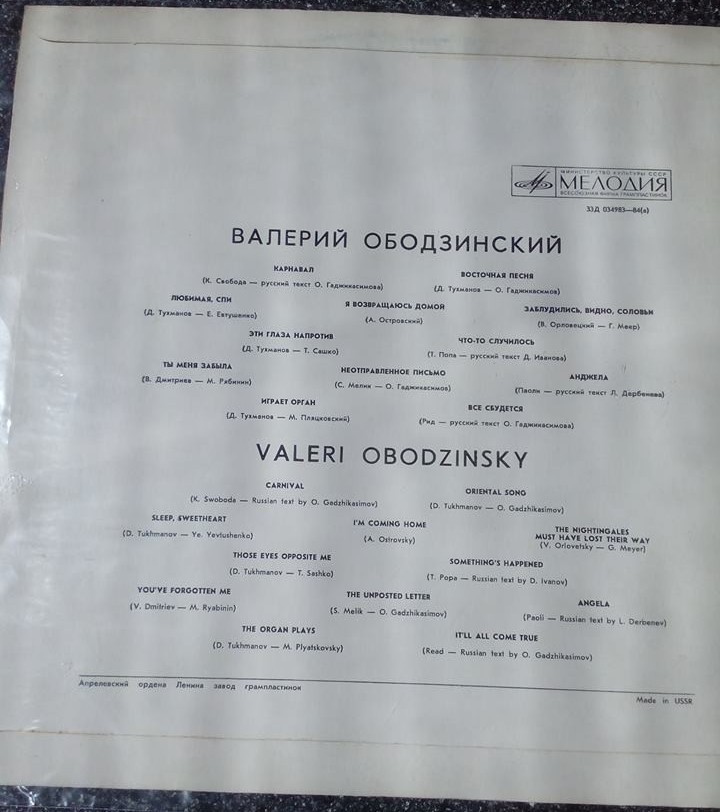 МИНИСТЕРСТВО КУЛЬТУРЫ СССР
МЕЛОДИЯ
ВСЕСОЮЗНАЯ ФИРМА ГРАМПЛАСТИНОК
33Д 034983—84(а)
ВАЛЕРИЙ ОБОДЗИНСКИЙ
КАРНАВАЛ
(К. Свобода — русский текст О. Гаджикасимова)
ВОСТОЧНАЯ ПЕСНЯ
(Д. Тухманов — О. Гаджикасимов)
ЛЮБИМАЯ, СПИ
(Д. Тухманов — Е. Евтушенко)
Я ВОЗВРАЩАЮСЬ ДОМОЙ
(А. Островский)
ЗАБЛУДИЛИСЬ, ВИДНО, СОЛОВЬИ
(В. Орловецкий — Г. Меер)
ЭТИ ГЛАЗА НАПРОТИВ
(Д. Тухманов — Т. Сашко)
ЧТО-ТО СЛУЧИЛОСЬ
(Т. Попа — русский текст Д. Иванова)
ТЫ МЕНЯ ЗАБЫЛА
(В. Дмитриев — М. Рябинин)
НЕОТПРАВЛЕННОЕ ПИСЬМО
(С. Мелик — О. Гаджикасимов)
АНДЖЕЛА
(Паоли — русский текст Л. Дербенева)
ИГРАЕТ ОРГАН
(Д. Тухманов — М. Пляцковский)
ВСЕ СБУДЕТСЯ
(Рид — русский текст О. Гаджикасимова)
VALERI OBODZINSKY
CARNIVAL
(K. Swoboda — Russian text by O. Gadzhikasimov)
ORIENTAL SONG
(D. Tukhmanov — O. Gadzhikasimov)
SLEEP, SWEETHEART
(D. Tukhmanov — Ye. Yevtushenko)
I'M COMING HOME
(A. Ostrovsky)
THE NIGHTINGALES
MUST HAVE LOST THEIR WAY
(V. Orlovetsky — G. Meyer)
THOSE EYES OPPOSITE ME
(D. Tukhmanov — T. Sashko)
SOMETHING'S HAPPENED
(T. Popa — Russian text by D. Ivanov)
YOU'VE FORGOTTEN ME
(V. Dmitriev — M. Ryabinin)
THE UNPOSTED LETTER
(S. Melik — O. Gadzhikasimov)
ANGELA
(Paoli — Russian text by L. Derbenev)
THE ORGAN PLAYS
(D. Tukhmanov — M. Plyatskovsky)
IT'LL ALL COME TRUE
(Read — Russian text by O. Gadzhikasimov)
Апрелевский ордена Ленина завод грампластинок
Made in USSR